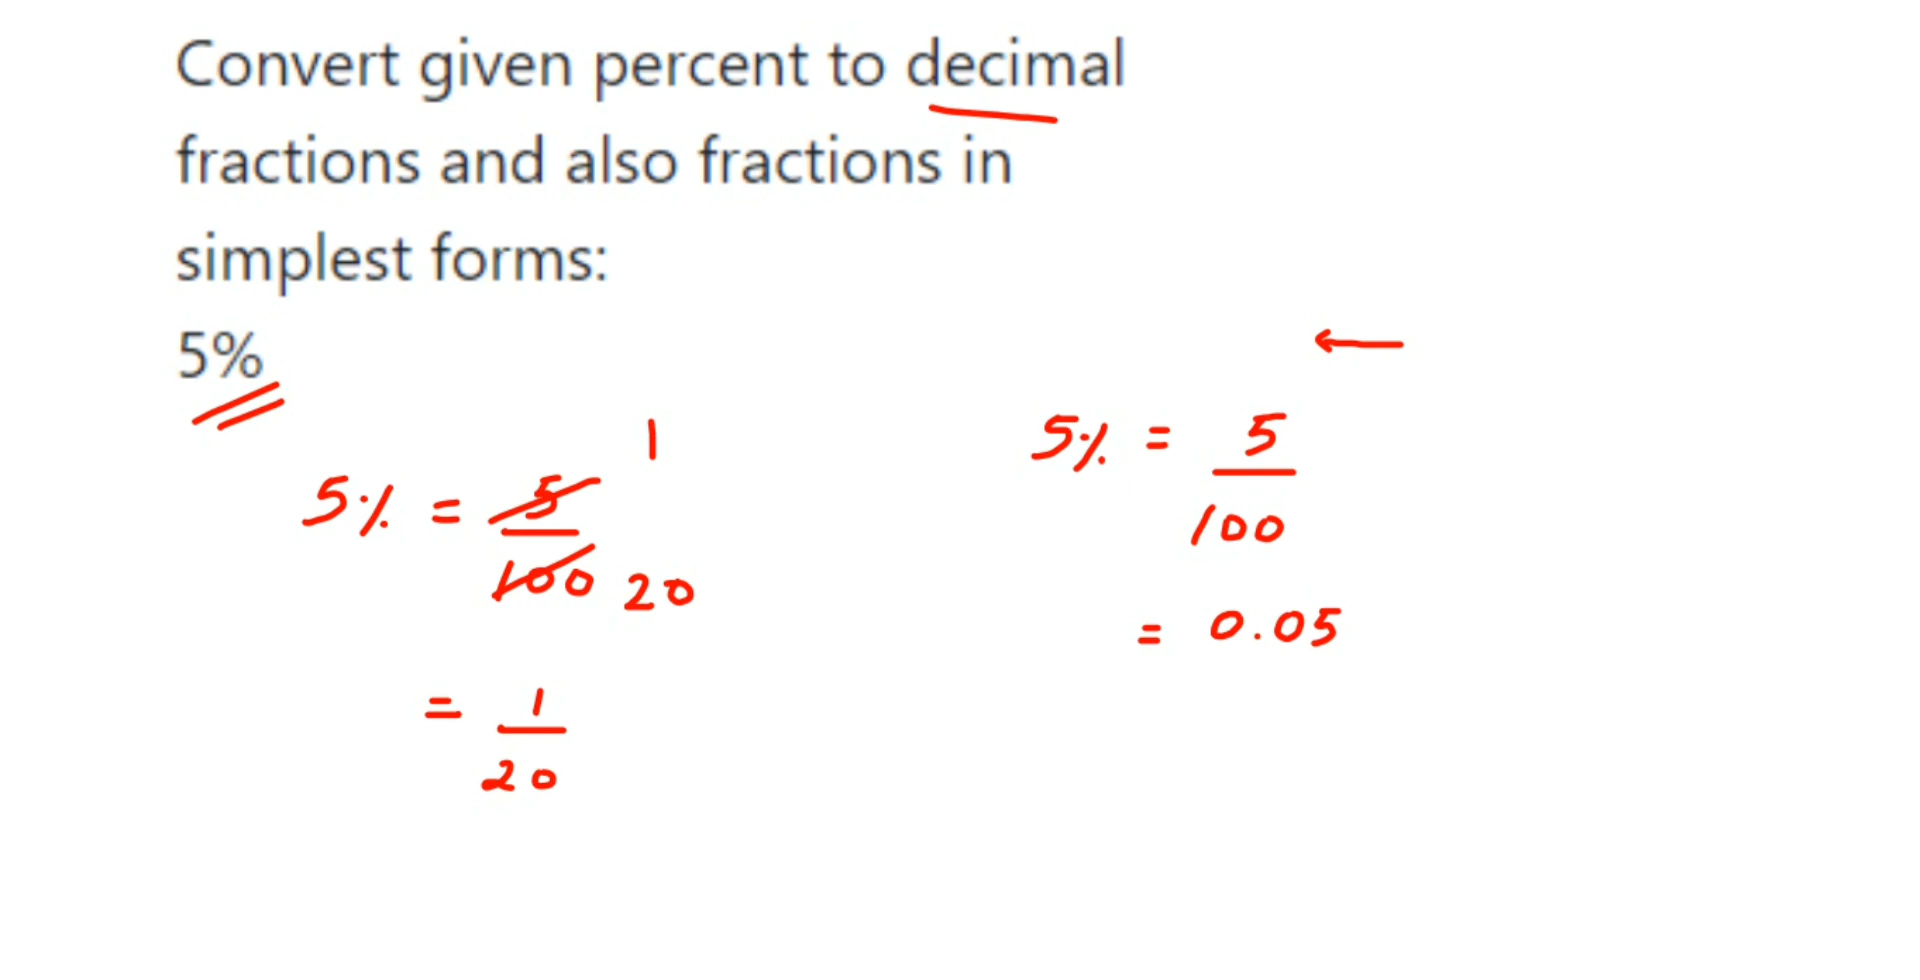 Convert given percent to decimal
fractions and also fractions in
simplest forms:
5%
5% = 5/100 1/20
= 1/20
5% = 5/100
= 0.05